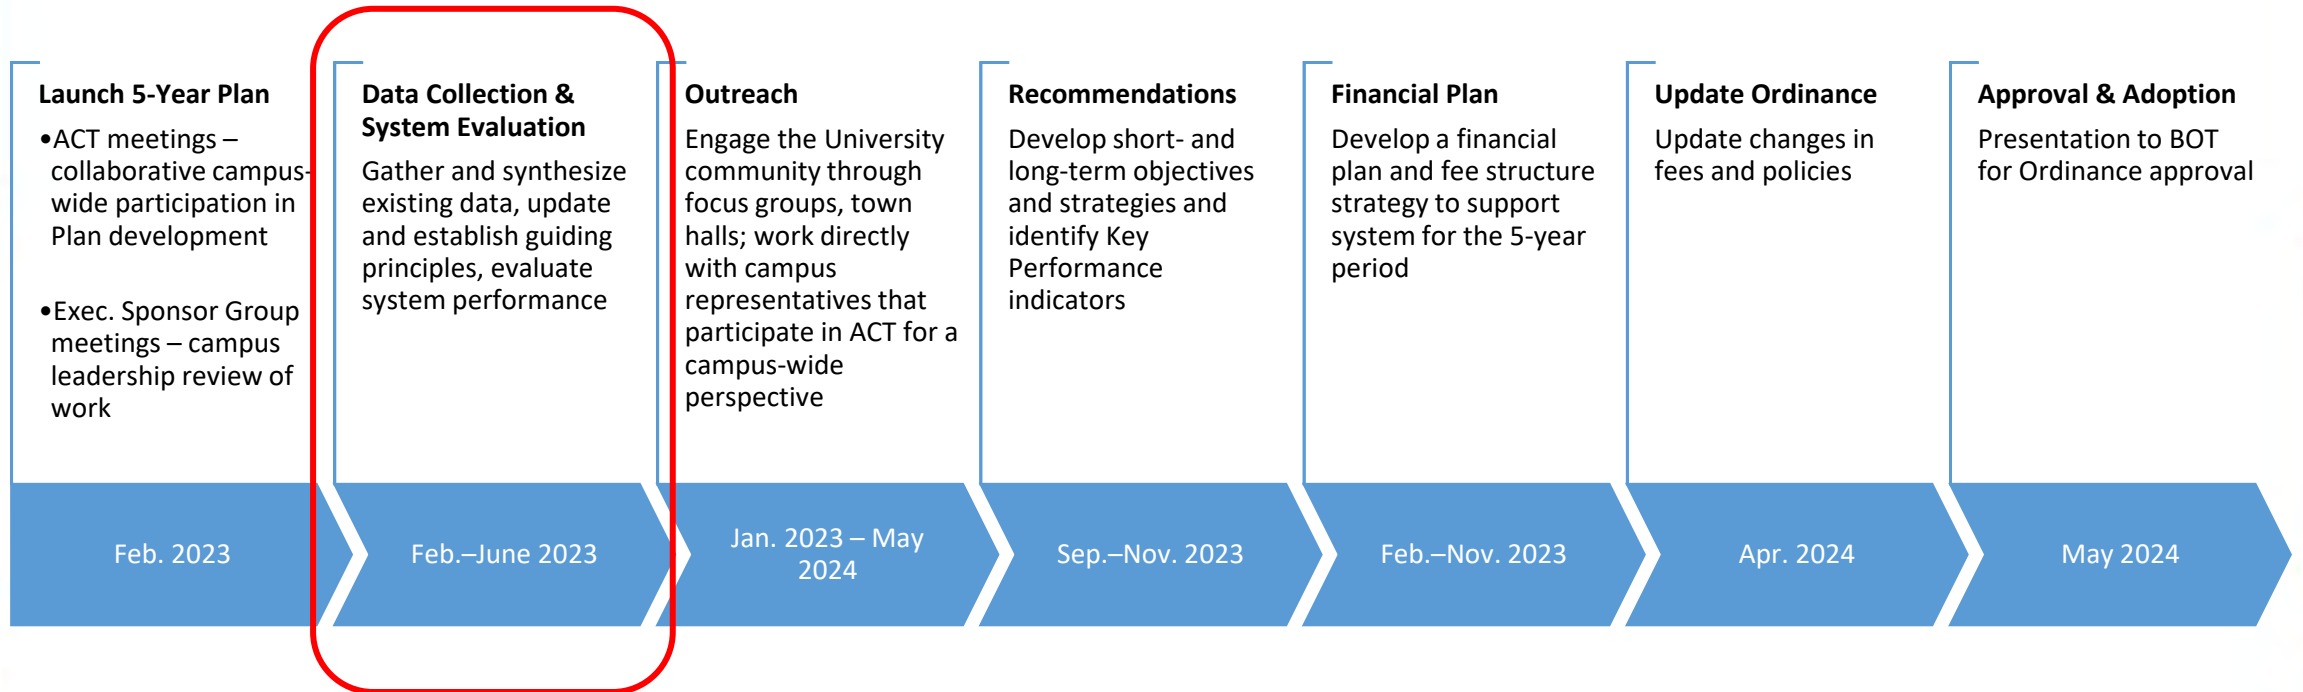 Launch 5-Year Plan
•ACT meetings –
collaborative campus-
wide participation in
Plan development
•Exec. Sponsor Group
meetings – campus
leadership review of
work
Feb. 2023
Data Collection &
System Evaluation
Gather and synthesize
existing data, update
and establish guiding
principles, evaluate
system performance
Feb.–June 2023
Outreach
Engage the University
community through
focus groups, town
halls; work directly
with campus
representatives that
participate in ACT for a
campus-wide
perspective
Jan. 2023 – May
2024
Recommendations
Develop short- and
long-term objectives
and strategies and
identify Key
Performance
indicators
Sep.–Nov. 2023
Financial Plan
Develop a financial
plan and fee structure
strategy to support
system for the 5-year
period
Feb.–Nov. 2023
Update Ordinance
Update changes in
fees and policies
Apr. 2024
Approval & Adoption
Presentation to BOT
for Ordinance approval
May 2024